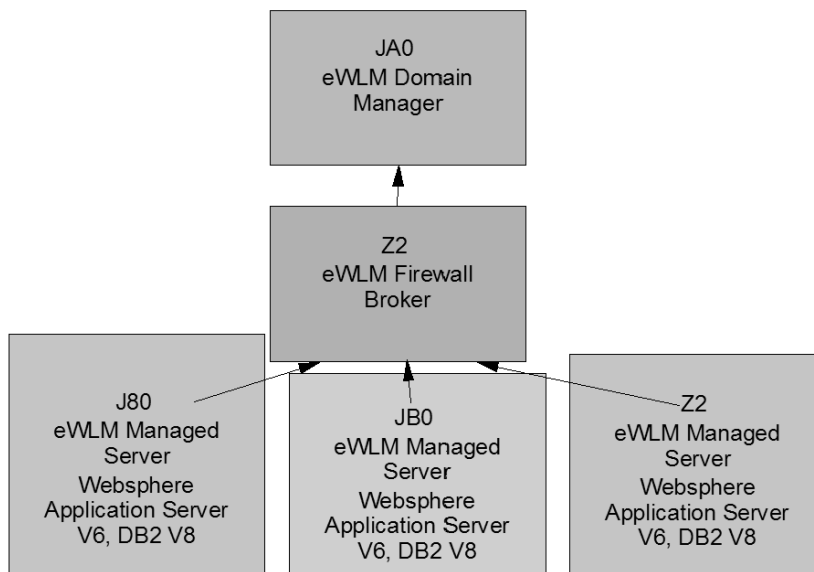 JA0
eWLM Domain
Manager
Z2
eWLM Firewall
Broker
J80
eWLM Managed
Server
Websphere
Application Server
V6, DB2 V8
JB0
eWLM Managed
Server
Websphere
Application Server
V6, DB2 V8
Z2
eWLM Managed
Server
Websphere
Application Server
V6, DB2 V8